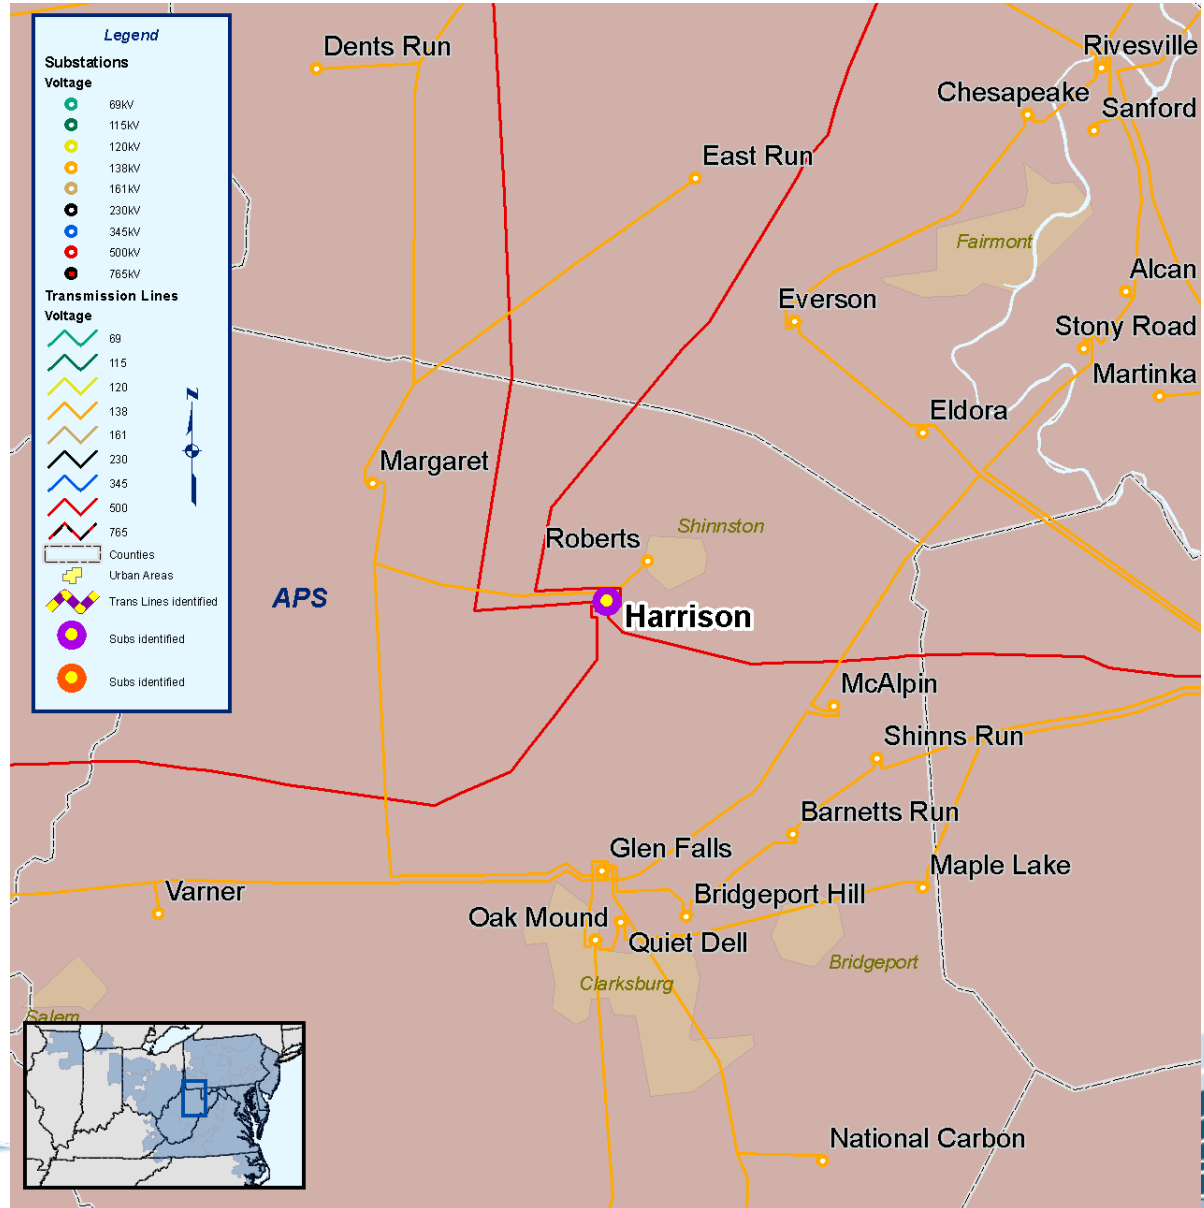 Legend
Substations
Voltage
69kV
115kV
120kV
138kV
161kV
230kV
345kV
500kV
765kV
Transmission Lines
Voltage
69
115
120
138
161
230
345
500
765
Counties
Urban Areas
Trans Lines identified
Subs identified
Subs identified
N
Dents Run
Rivesville
Chesapeake
Sanford
East Run
Fairmont
Alcan
Everson
Stony Road
Martinka
Eldora
Margaret
Shinnston
Roberts
APS
Harrison
McAlpin
Shinns Run
Barnetts Run
Glen Falls
Maple Lake
Varner
Bridgeport Hill
Oak Mound
Quiet Dell
Bridgeport
Clarksburg
Salem
National Carbon